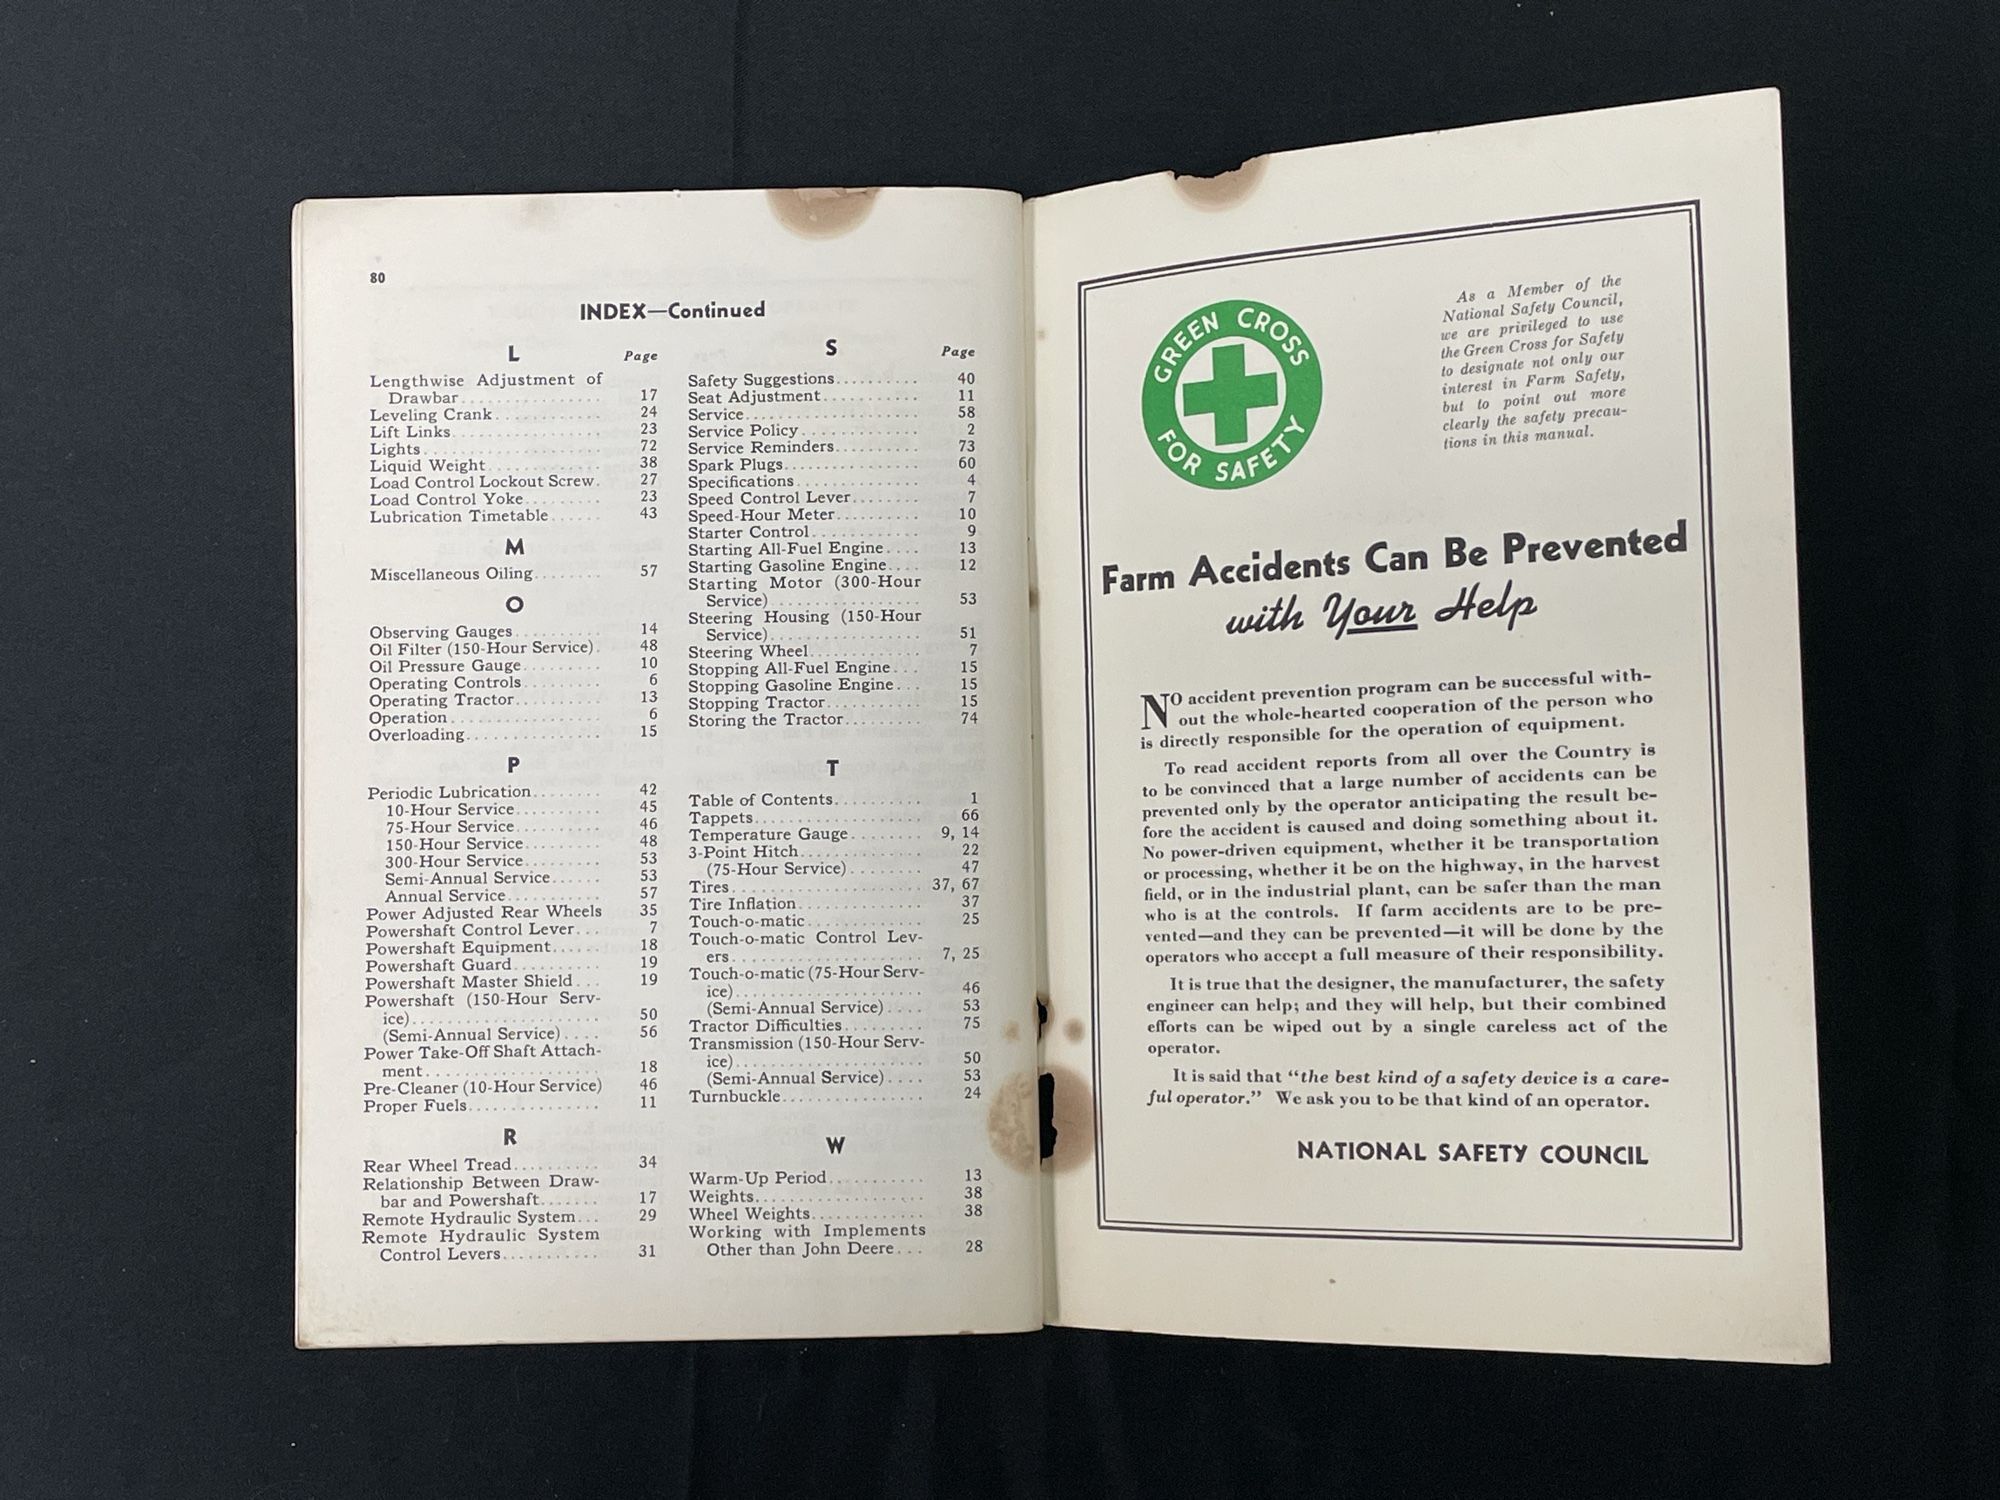 80
INDEX—Continued
L
Page
Lengthwise Adjustment of
Drawbar................ 17
Leveling Crank............ 24
Lift Links................. 23
Lights.................... 72
Liquid Weight............. 38
Load Control Lockout Screw. 27
Load Control Yoke......... 23
Lubrication Timetable...... 43
M
Miscellaneous Oiling........ 57
O
Observing Gauges.......... 14
Oil Filter (150-Hour Service). 48
Oil Pressure Gauge......... 10
Operating Controls......... 6
Operating Tractor.......... 13
Operation................. 6
Overloading............... 15
P
Periodic Lubrication........ 42
10-Hour Service.......... 45
75-Hour Service.......... 46
150-Hour Service......... 48
300-Hour Service......... 53
Semi-Annual Service...... 53
Annual Service........... 57
Power Adjusted Rear Wheels 35
Powershaft Control Lever... 7
Powershaft Equipment...... 18
Powershaft Guard.......... 19
Powershaft Master Shield... 19
Powershaft (150-Hour Serv-
ice)..................... 50
(Semi-Annual Service).... 56
Power Take-Off Shaft Attach-
ment................... 18
Pre-Cleaner (10-Hour Service) 46
Proper Fuels............... 11
R
Rear Wheel Tread.......... 34
Relationship Between Draw-
bar and Powershaft....... 17
Remote Hydraulic System... 29
Remote Hydraulic System
Control Levers........... 31
S
Page
Safety Suggestions.......... 40
Seat Adjustment........... 11
Service.................... 58
Service Policy............. 2
Service Reminders.......... 73
Spark Plugs................ 60
Specifications.............. 4
Speed Control Lever........ 7
Speed-Hour Meter.......... 10
Starter Control............. 9
Starting All-Fuel Engine.... 13
Starting Gasoline Engine.... 12
Starting Motor (300-Hour
Service)................. 53
Steering Housing (150-Hour
Service)................. 51
Steering Wheel............. 7
Stopping All-Fuel Engine... 15
Stopping Gasoline Engine... 15
Stopping Tractor........... 15
Storing the Tractor......... 74
T
Table of Contents.......... 1
Tappets................... 66
Temperature Gauge........ 9, 14
3-Point Hitch.............. 22
(75-Hour Service)........ 47
Tires..................... 37, 67
Tire Inflation.............. 37
Touch-o-matic............. 25
Touch-o-matic Control Lev-
ers..................... 7, 25
Touch-o-matic (75-Hour Serv-
ice)..................... 46
(Semi-Annual Service).... 53
Tractor Difficulties......... 75
Transmission (150-Hour Serv-
ice)..................... 50
(Semi-Annual Service).... 53
Turnbuckle................ 24
W
Warm-Up Period........... 13
Weights................... 38
Wheel Weights............. 38
Working with Implements
Other than John Deere... 28
GREEN CROSS
FOR SAFETY
As a Member of the
National Safety Council,
we are privileged to use
the Green Cross for Safety
to designate not only our
interest in Farm Safety,
but to point out more
clearly the safety precau-
tions in this manual.
Farm Accidents Can Be Prevented
with Your Help
NO accident prevention program can be successful with-
out the whole-hearted cooperation of the person who
is directly responsible for the operation of equipment.
To read accident reports from all over the Country is
to be convinced that a large number of accidents can be
prevented only by the operator anticipating the result be-
fore the accident is caused and doing something about it.
No power-driven equipment, whether it be transportation
or processing, whether it be on the highway, in the harvest
field, or in the industrial plant, can be safer than the man
who is at the controls. If farm accidents are to be pre-
vented—and they can be prevented—it will be done by the
operators who accept a full measure of their responsibility.
It is true that the designer, the manufacturer, the safety
engineer can help; and they will help, but their combined
efforts can be wiped out by a single careless act of the
operator.
It is said that "the best kind of a safety device is a care-
ful operator." We ask you to be that kind of an operator.
NATIONAL SAFETY COUNCIL